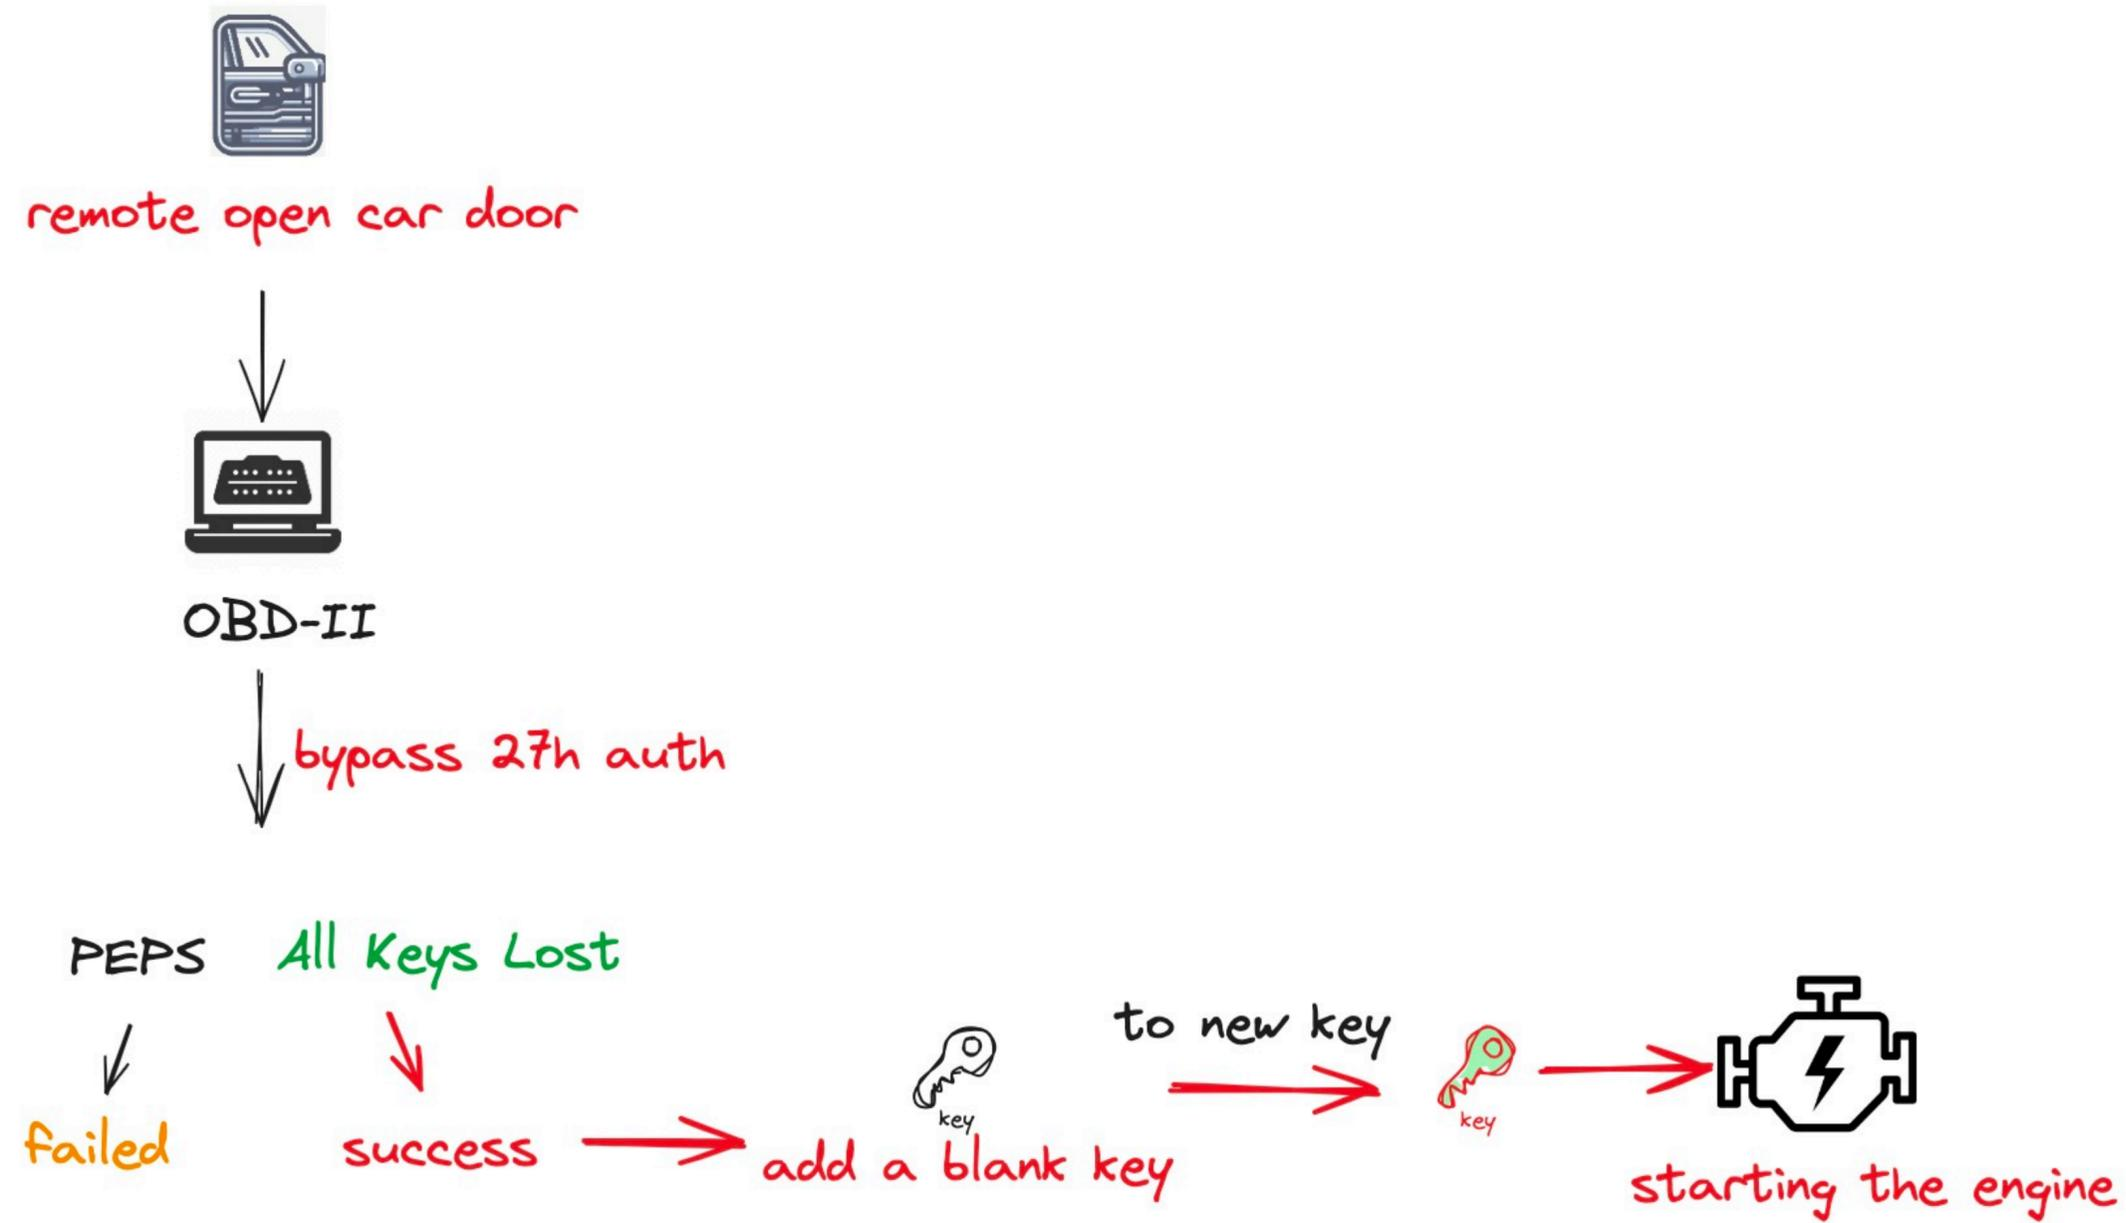 remote open car door
OBD-II
bypass 27h auth
PEPS
All Keys Lost
failed
success
key
add a blank key
to new key
key
starting the engine